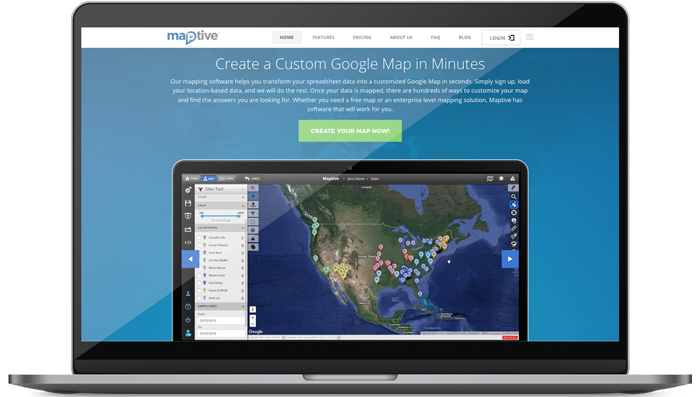 maptive
HOME FEATURES PRICING ABOUT US FAQ BLOG LOGIN
Create a Custom Google Map in Minutes
Our mapping software helps you transform your spreadsheet data into a customized Google Map in seconds. Simply sign up, load
your location-based data, and we will do the rest. Once your data is mapped, there are hundreds of ways to customize your map
and find the answers you are looking for. Whether you need a free map or an enterprise level mapping solution, Maptive has
software that will work for you.
CREATE YOUR MAP NOW!
Maptive
Filter Tool
Google